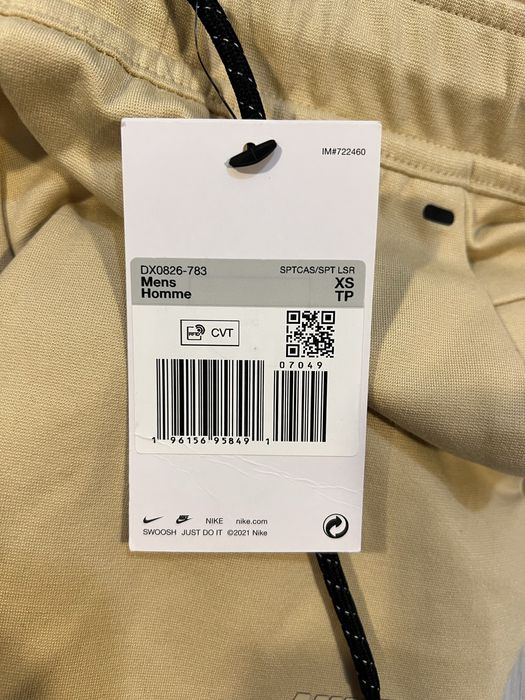 IM#722460
DX0826-783 SPTCAS/SPT LSR
Mens XS
Homme TP
RFID CVT
07049
1 96156 95849 1
NIKE nike.com
SWOOSH JUST DO IT ©2021 Nike